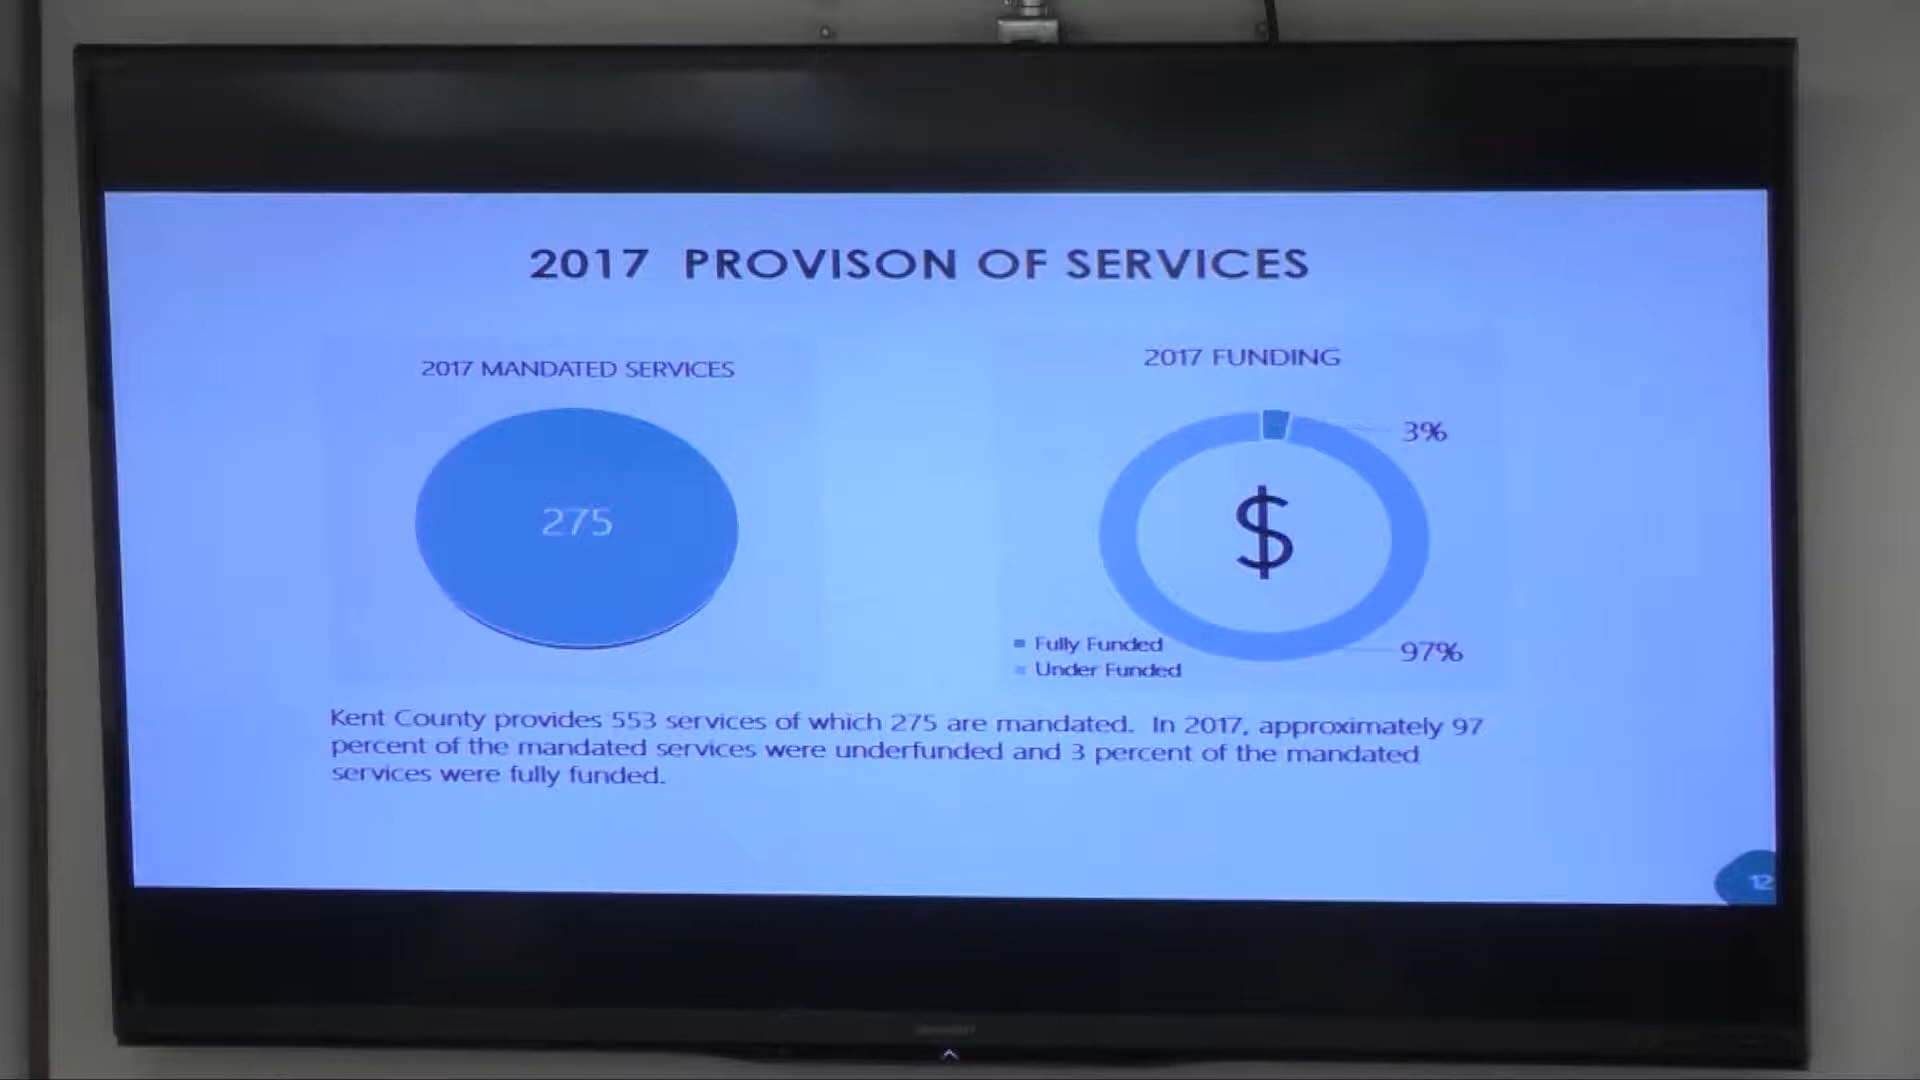 2017 PROVISON OF SERVICES
2017 MANDATED SERVICES
275
2017 FUNDING
3%
$
97%
Fully Funded
Under Funded
Kent County provides 553 services of which 275 are mandated. In 2017, approximately 97
percent of the mandated services were underfunded and 3 percent of the mandated
services were fully funded.
12